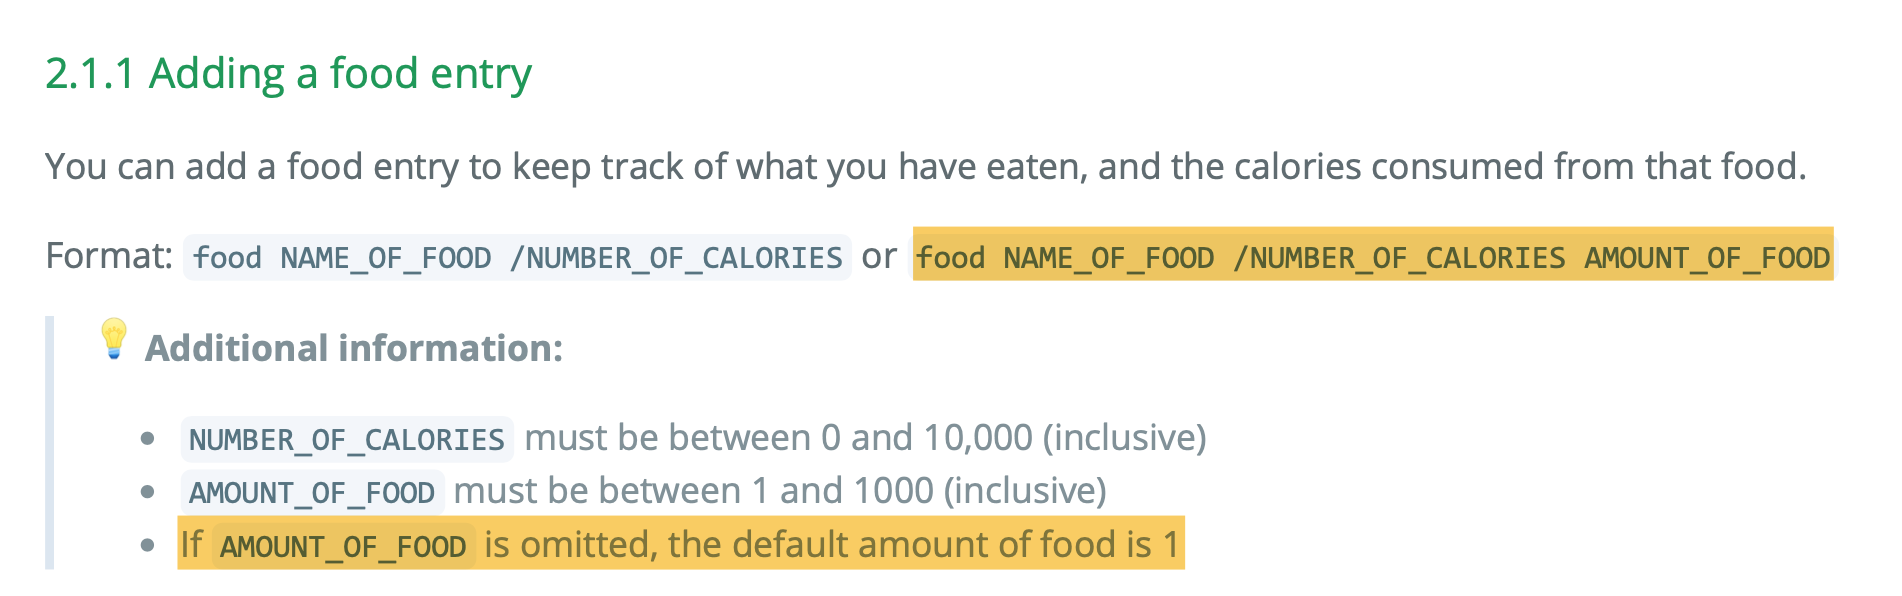 2.1.1 Adding a food entry
You can add a food entry to keep track of what you have eaten, and the calories consumed from that food.
Format: food NAME_OF_FOOD /NUMBER_OF_CALORIES or food NAME_OF_FOOD /NUMBER_OF_CALORIES AMOUNT_OF_FOOD
Additional information:
NUMBER_OF_CALORIES must be between 0 and 10,000 (inclusive)
AMOUNT_OF_FOOD must be between 1 and 1000 (inclusive)
If AMOUNT_OF_FOOD is omitted, the default amount of food is 1